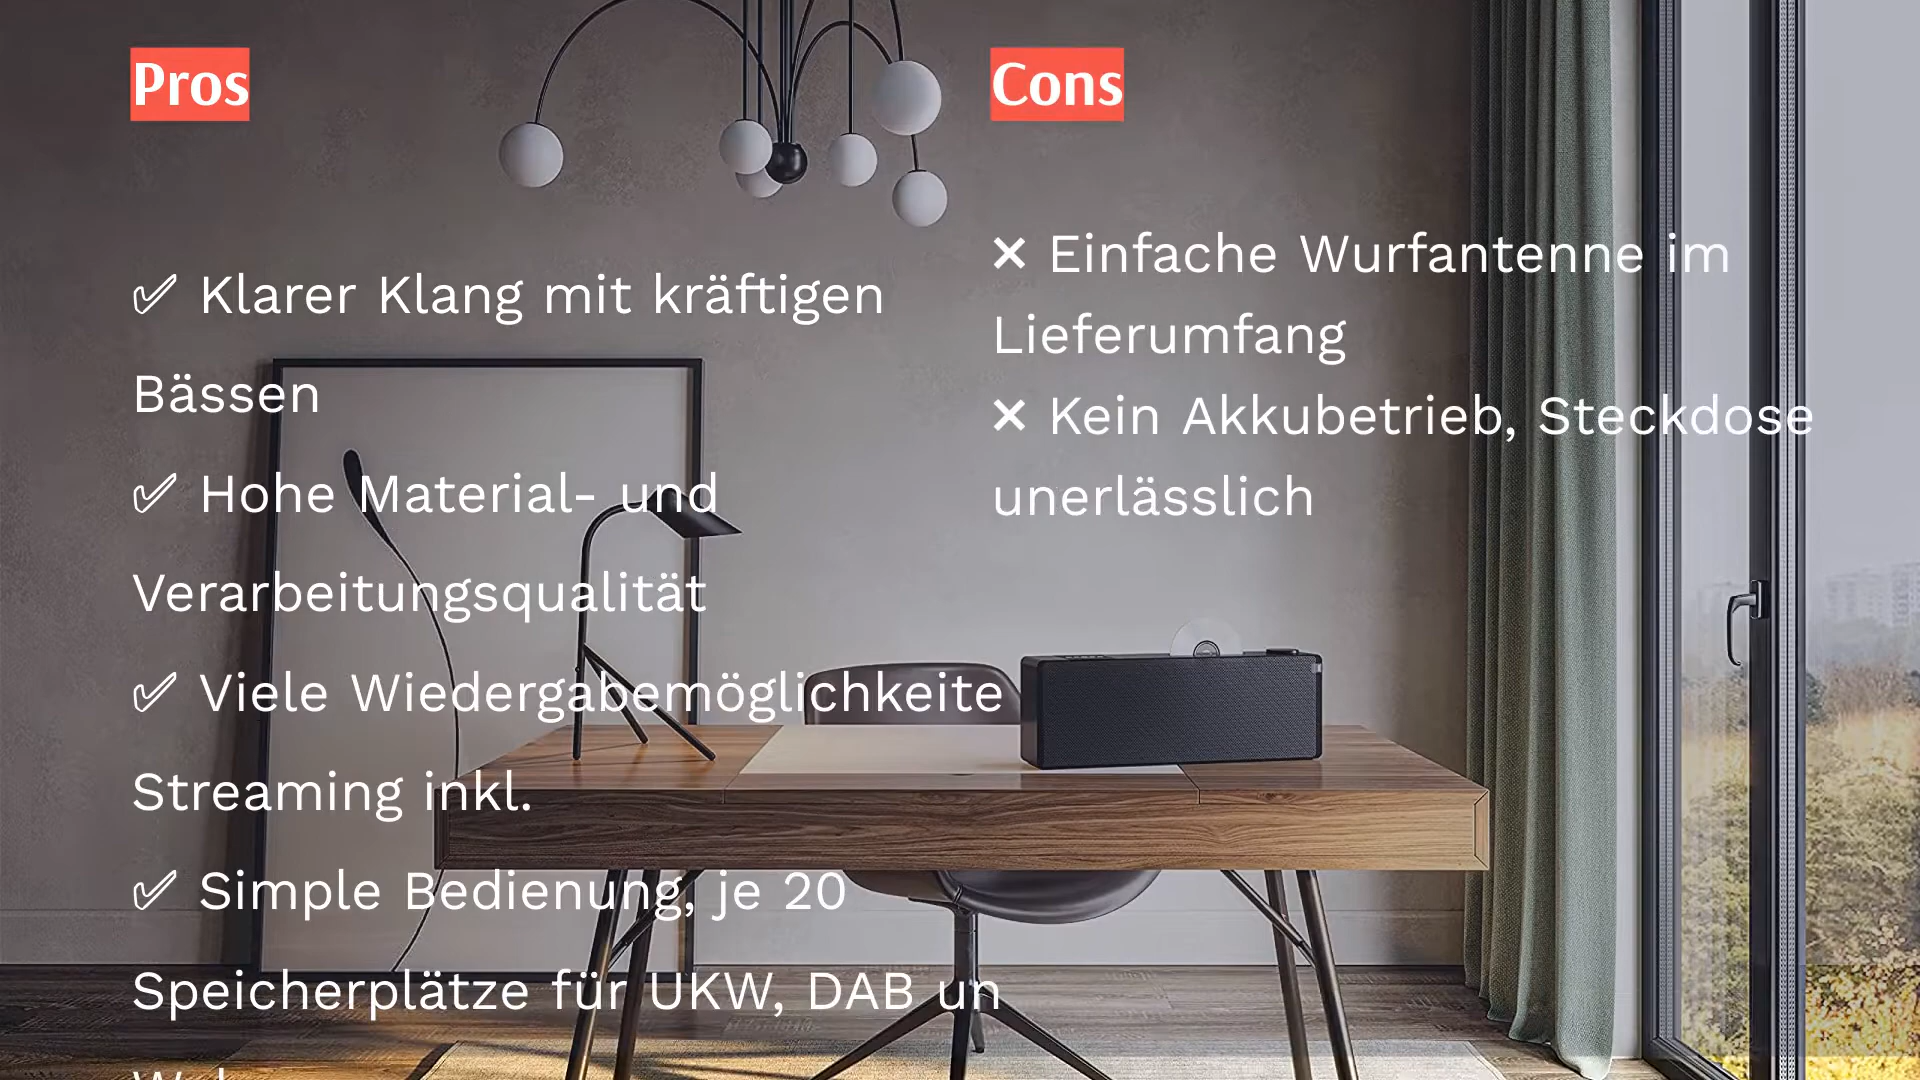 Pros
✓ Klarer Klang mit kräftigen
Bässen
✓ Hohe Material- und
Verarbeitungsqualität
✓ Viele Wiedergabemöglichkeite
Streaming inkl.
✓ Simple Bedienung, je 20
Speicherplätze für UKW, DAB un
Cons
✕ Einfache Wurfantenne im
Lieferumfang
✕ Kein Akkubetrieb, Steckdose
unerlässlich